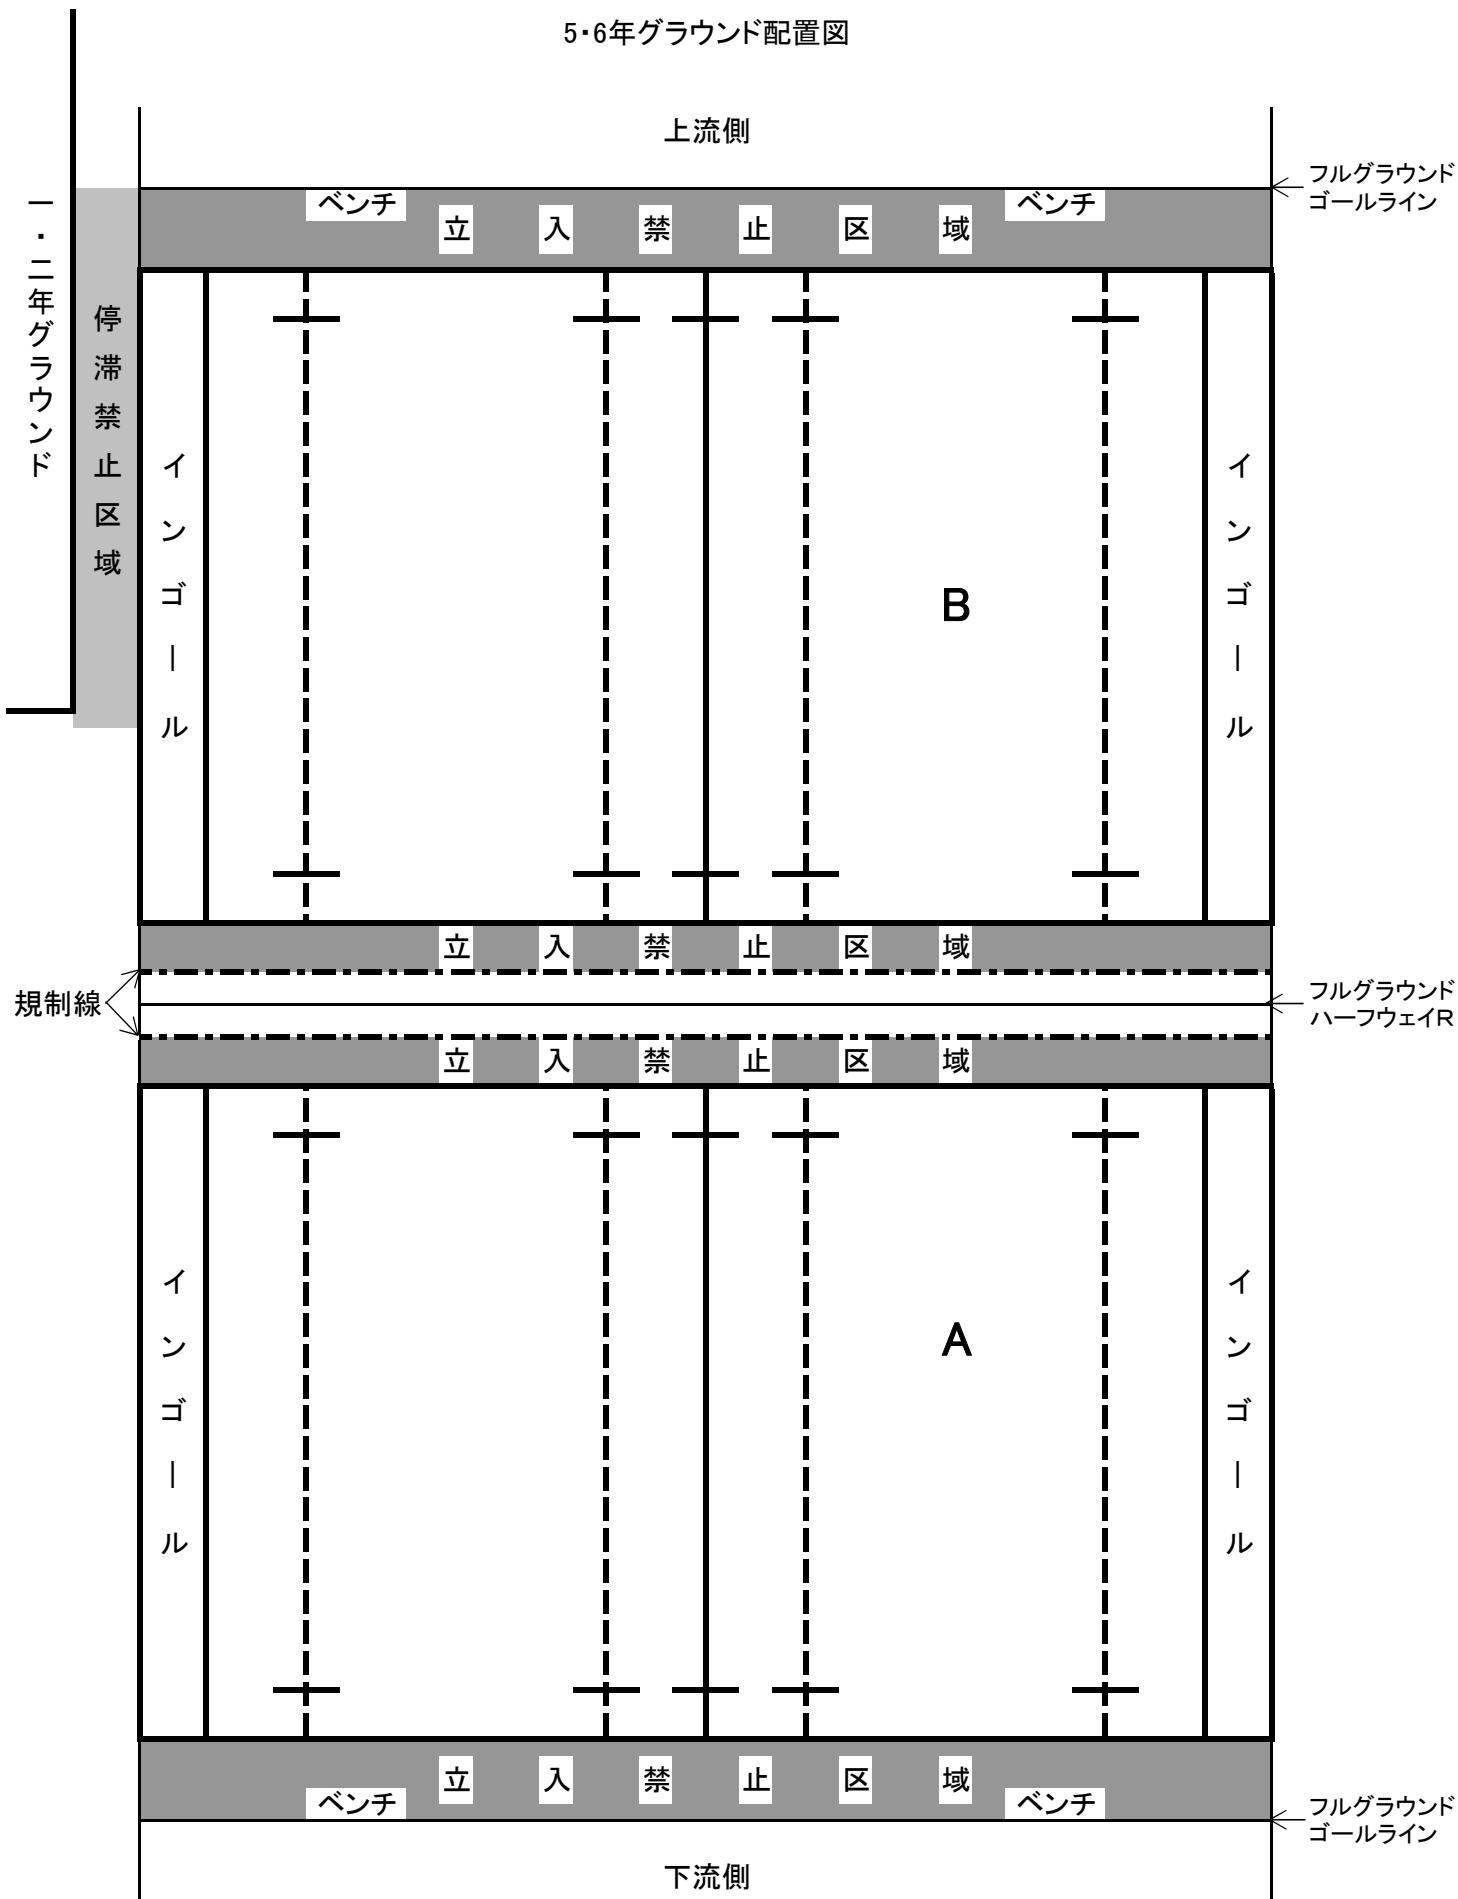 5・6年グラウンド配置図
上流側
フルグラウンド
ゴールライン
ベンチ
ベンチ
立入禁止区域
一・二年グラウンド
停滞禁止区域
インゴール
インゴール
B
立入禁止区域
規制線
フルグラウンド
ハーフウェイR
立入禁止区域
インゴール
インゴール
A
立入禁止区域
ベンチ
ベンチ
フルグラウンド
ゴールライン
下流側